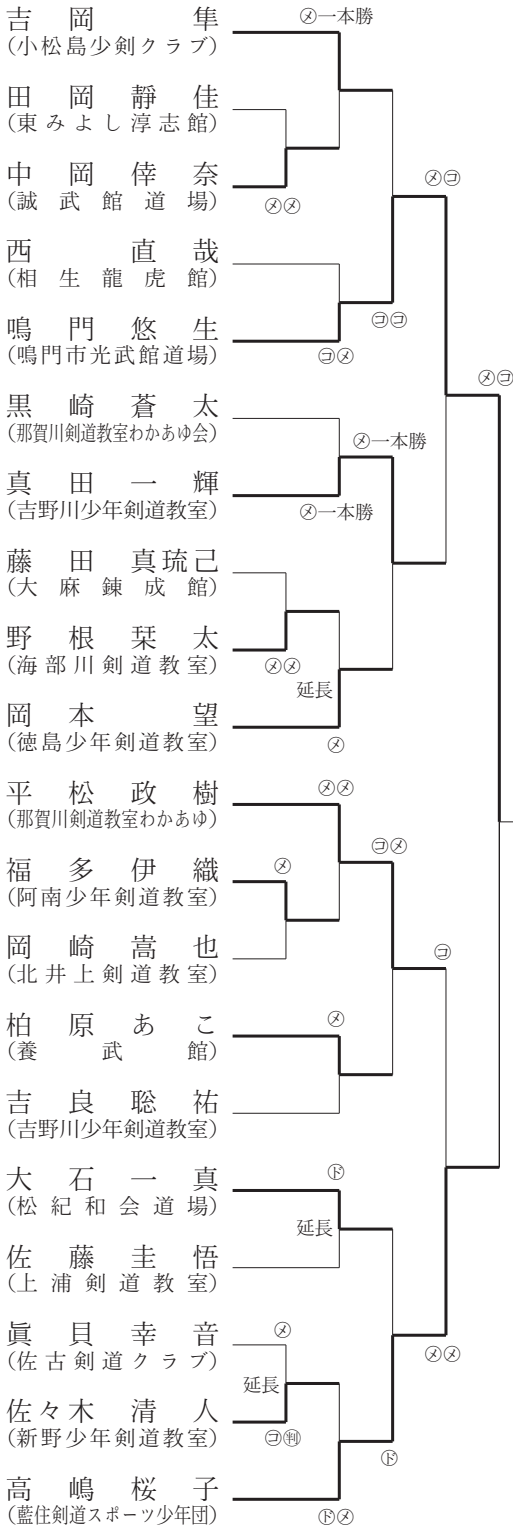 吉岡隼
㋱一本勝
(小松島少剣クラブ)
田岡靜佳
(東みよし淳志館)
中岡倖奈
(誠武館道場)
㋱㋱
㋱㋙
西直哉
(相生龍虎館)
㋙㋙
鳴門悠生
(鳴門市光武館道場)
㋙㋱
㋱㋙
黒崎蒼太
(那賀川剣道教室わかあゆ会)
㋱一本勝
真田一輝
(吉野川少年剣道教室)
㋱一本勝
藤田真琉己
(大麻錬成館)
野根栞太
(海部川剣道教室)
㋱㋱
延長
岡本望
(徳島少年剣道教室)
㋱
平松政樹
㋱㋱
(那賀川剣道教室わかあゆ)
㋙㋱
福多伊織
㋱
(阿南少年剣道教室)
岡崎嵩也
(北井上剣道教室)
㋙
柏原あこ
㋱
(養武館)
吉良聡祐
(吉野川少年剣道教室)
大石一真
㋣
(松紀和会道場)
延長
佐藤圭悟
(上浦剣道教室)
眞貝幸音
㋱
(佐古剣道クラブ)
㋱㋱
延長
佐々木清人
(新野少年剣道教室)
㋙㊙
㋣
高嶋桜子
(藍住剣道スポーツ少年団)
㋣㋱